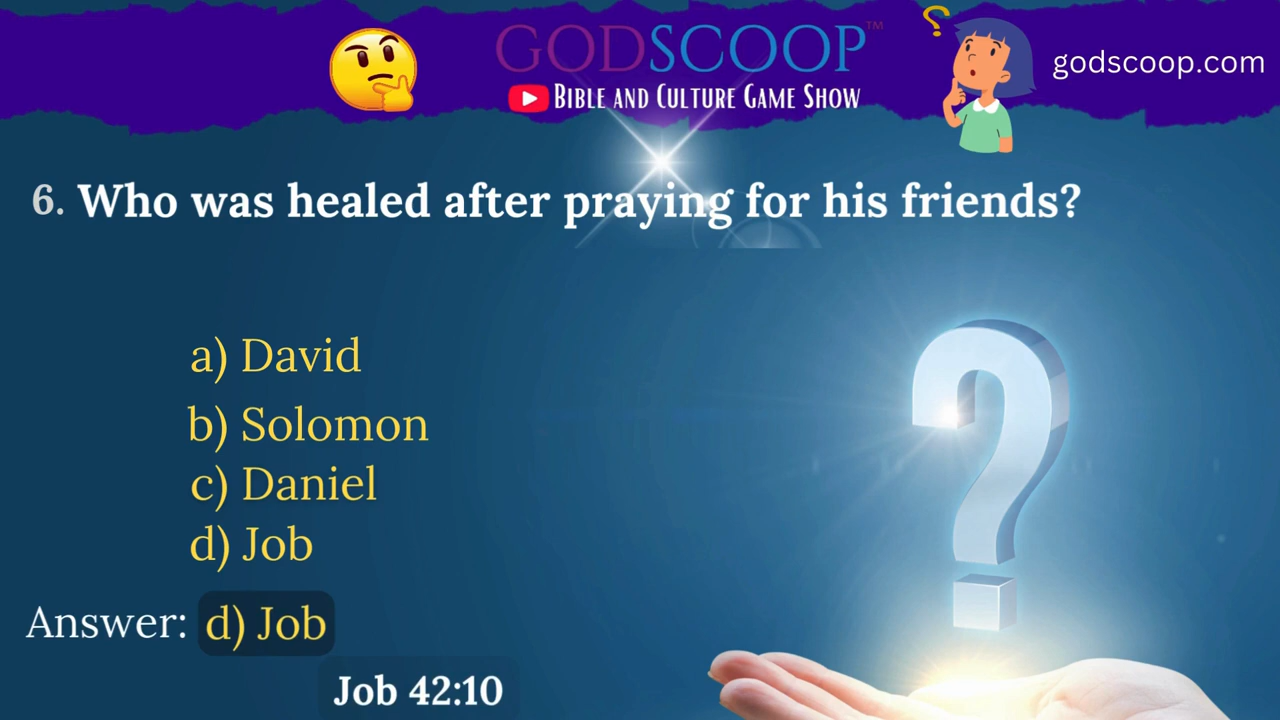 GODSCOOP™
BIBLE AND CULTURE GAME SHOW
godscoop.com
6. Who was healed after praying for his friends?
a) David
b) Solomon
c) Daniel
d) Job
Answer: d) Job
Job 42:10